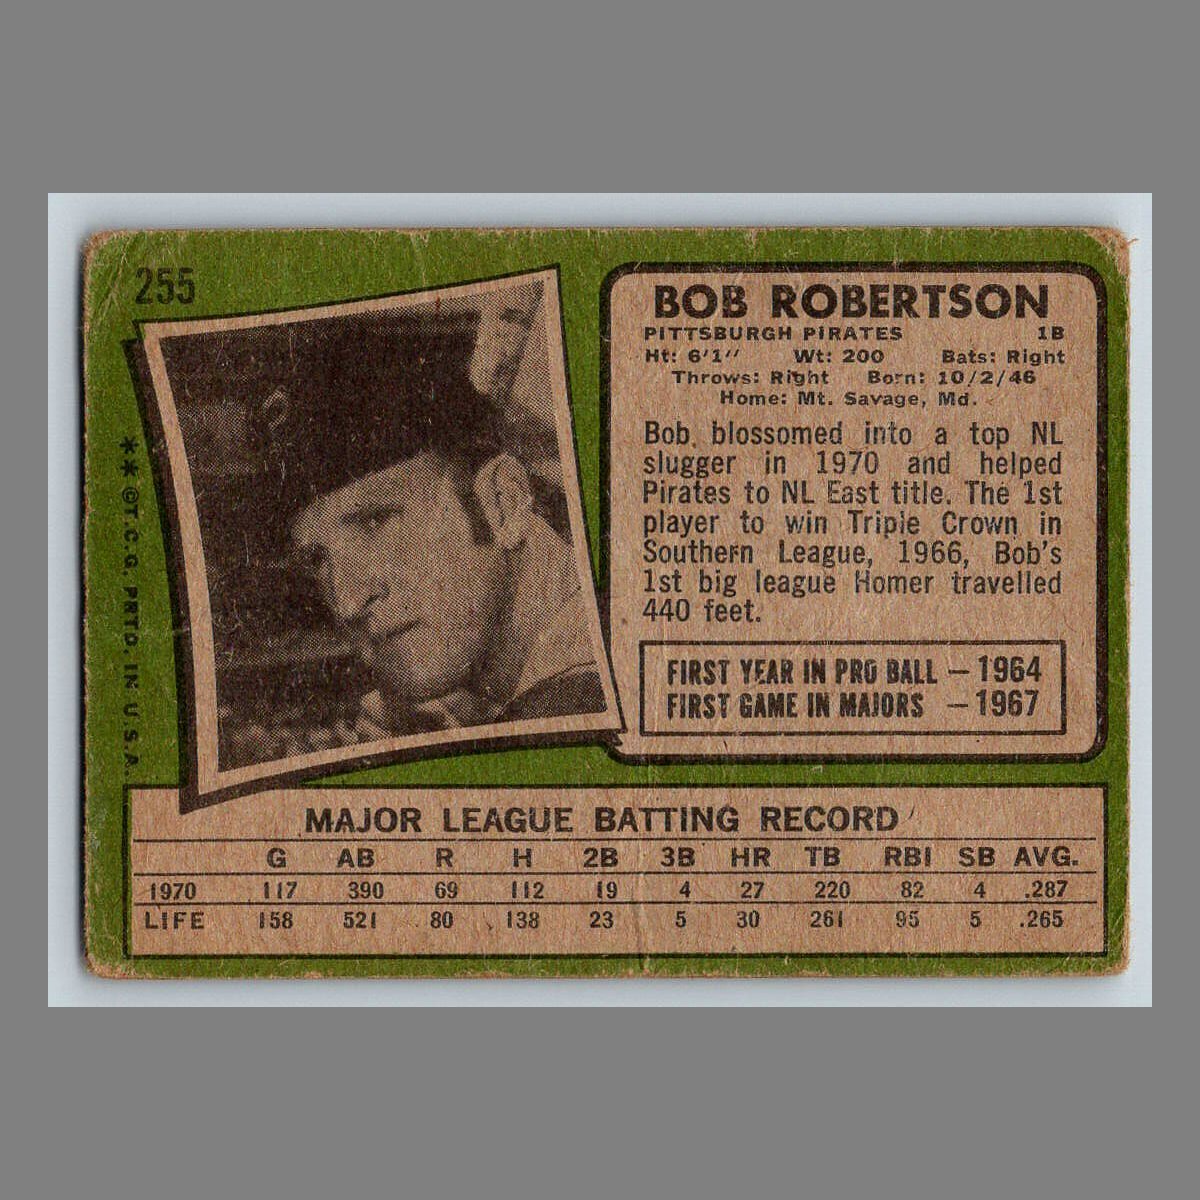 255
BOB ROBERTSON
PITTSBURGH PIRATES 1B
Ht: 6'1" Wt: 200 Bats: Right
Throws: Right Born: 10/2/46
Home: Mt. Savage, Md.
Bob blossomed into a top NL
slugger in 1970 and helped
Pirates to NL East title. The 1st
player to win Triple Crown in
Southern League, 1966, Bob's
1st big league Homer travelled
440 feet.
FIRST YEAR IN PRO BALL — 1964
FIRST GAME IN MAJORS — 1967
**©T.C.G. PRTD. IN U.S.A.
MAJOR LEAGUE BATTING RECORD
G AB R H 2B 3B HR TB RBI SB AVG.
1970 117 390 69 112 19 4 27 220 82 4 .287
LIFE 158 521 80 138 23 5 30 261 95 5 .265